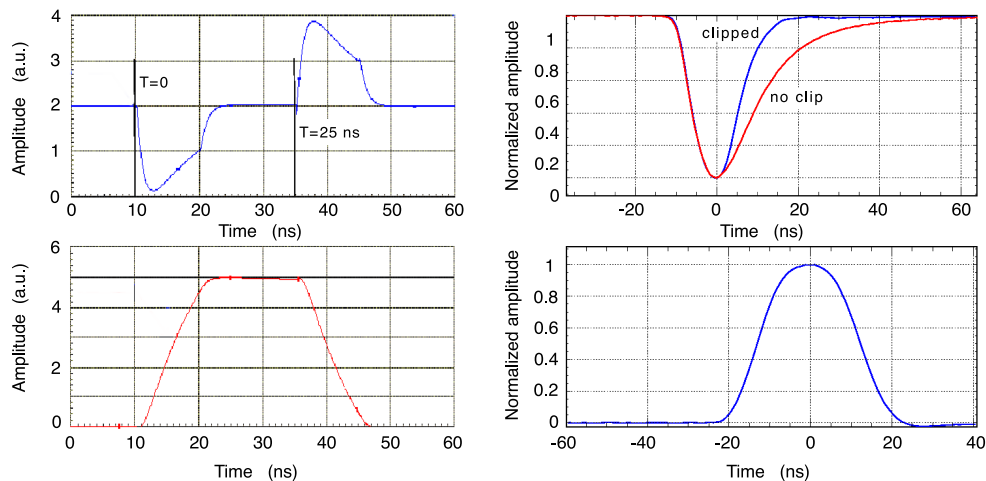 Amplitude (a.u.)
4
3
2
1
0
T=0
T=25 ns
0 10 20 30 40 50 60
Time (ns)
Normalized amplitude
1
0.8
0.6
0.4
0.2
0
clipped
no clip
-20 0 20 40 60
Time (ns)
Amplitude (a.u.)
6
4
2
0
0 10 20 30 40 50 60
Time (ns)
Normalized amplitude
1
0.8
0.6
0.4
0.2
0
-60 -40 -20 0 20 40
Time (ns)